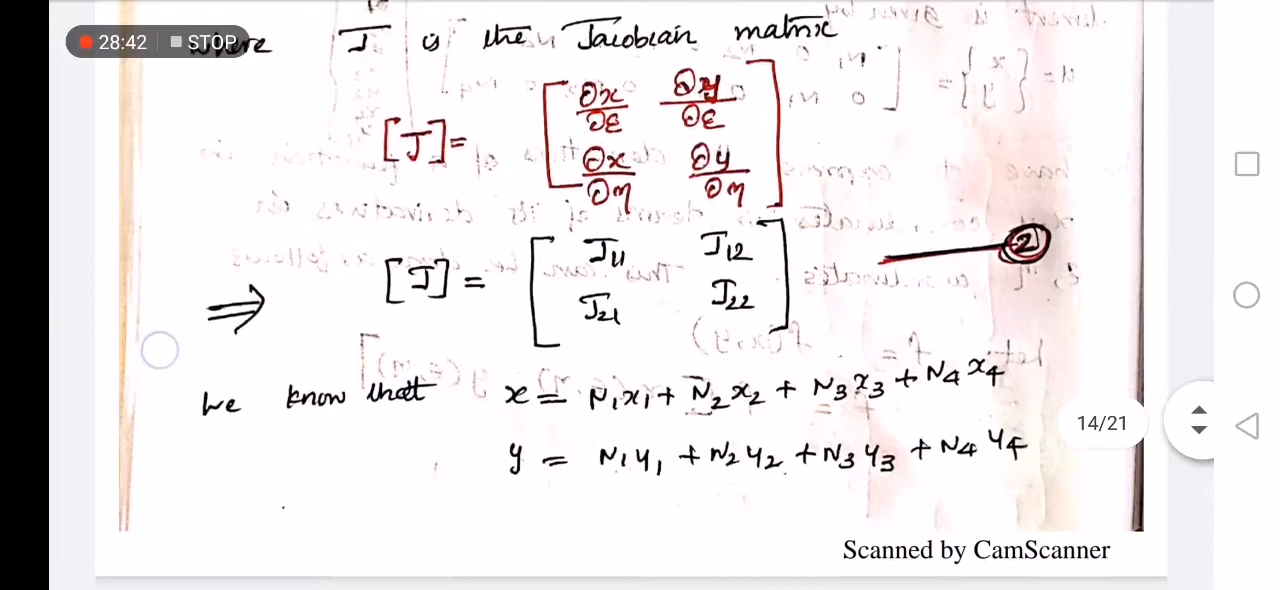 28:42 STOP
where J is the Jacobian matrix
[J] = [ ∂x/∂ε ∂y/∂ε
∂x/∂η ∂y/∂η ]
⇒ [J] = [ J11 J12
J21 J22 ] ②
We know that x = N1x1 + N2x2 + N3x3 + N4x4
y = N1y1 + N2y2 + N3y3 + N4y4
14/21
Scanned by CamScanner